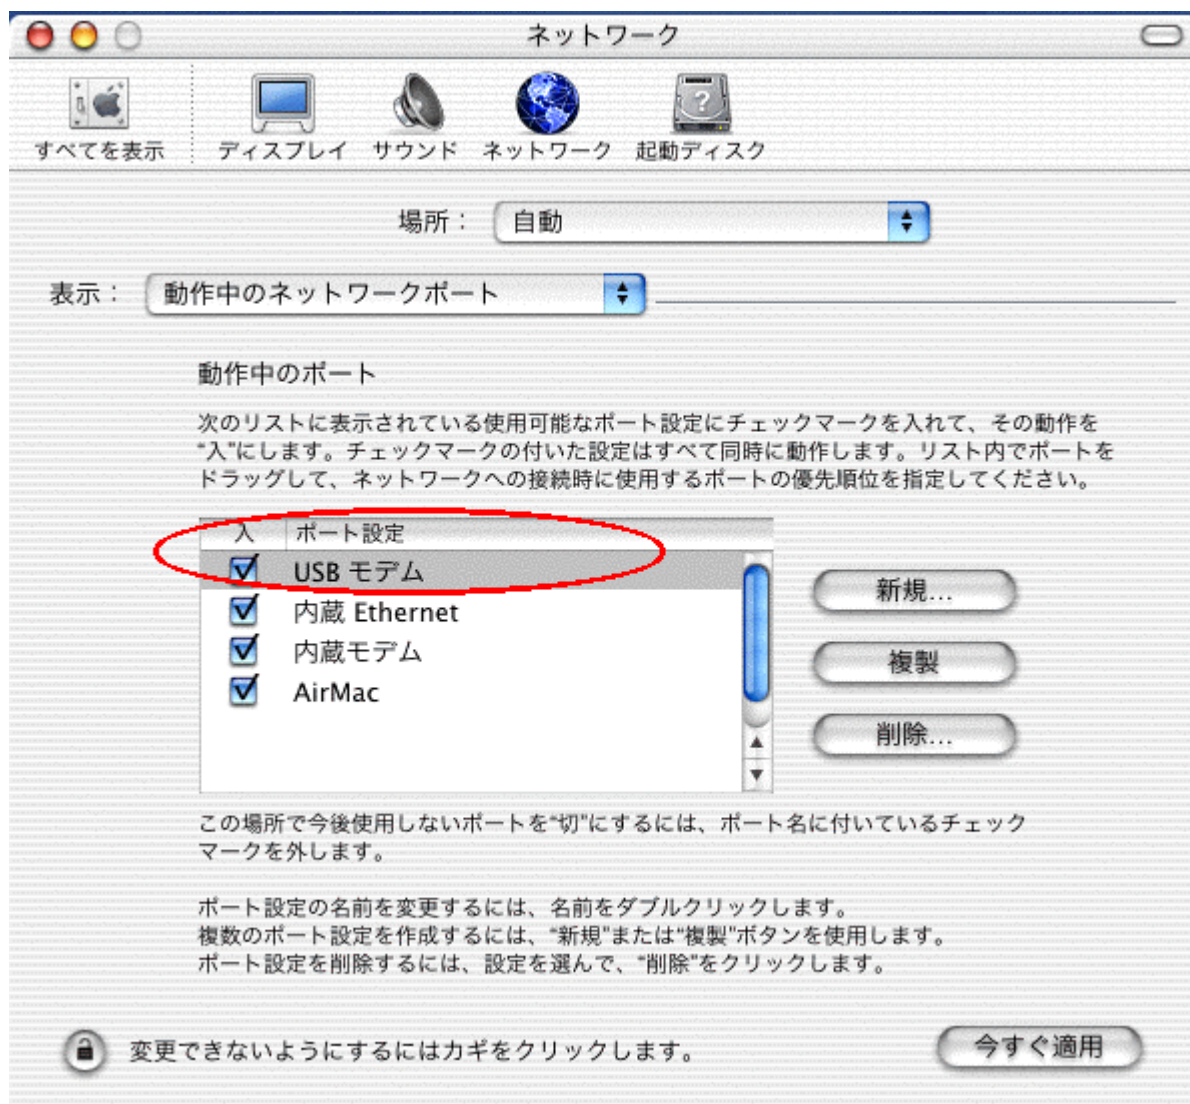 ネットワーク
すべてを表示 ディスプレイ サウンド ネットワーク 起動ディスク
場所： 自動
表示： 動作中のネットワークポート
動作中のポート
次のリストに表示されている使用可能なポート設定にチェックマークを入れて、その動作を
“入”にします。チェックマークの付いた設定はすべて同時に動作します。リスト内でポートを
ドラッグして、ネットワークへの接続時に使用するポートの優先順位を指定してください。
入 ポート設定
USB モデム
内蔵 Ethernet
内蔵モデム
AirMac
新規...
複製
削除...
この場所で今後使用しないポートを“切”にするには、ポート名に付いているチェック
マークを外します。
ポート設定の名前を変更するには、名前をダブルクリックします。
複数のポート設定を作成するには、“新規”または“複製”ボタンを使用します。
ポート設定を削除するには、設定を選んで、“削除”をクリックします。
変更できないようにするにはカギをクリックします。
今すぐ適用